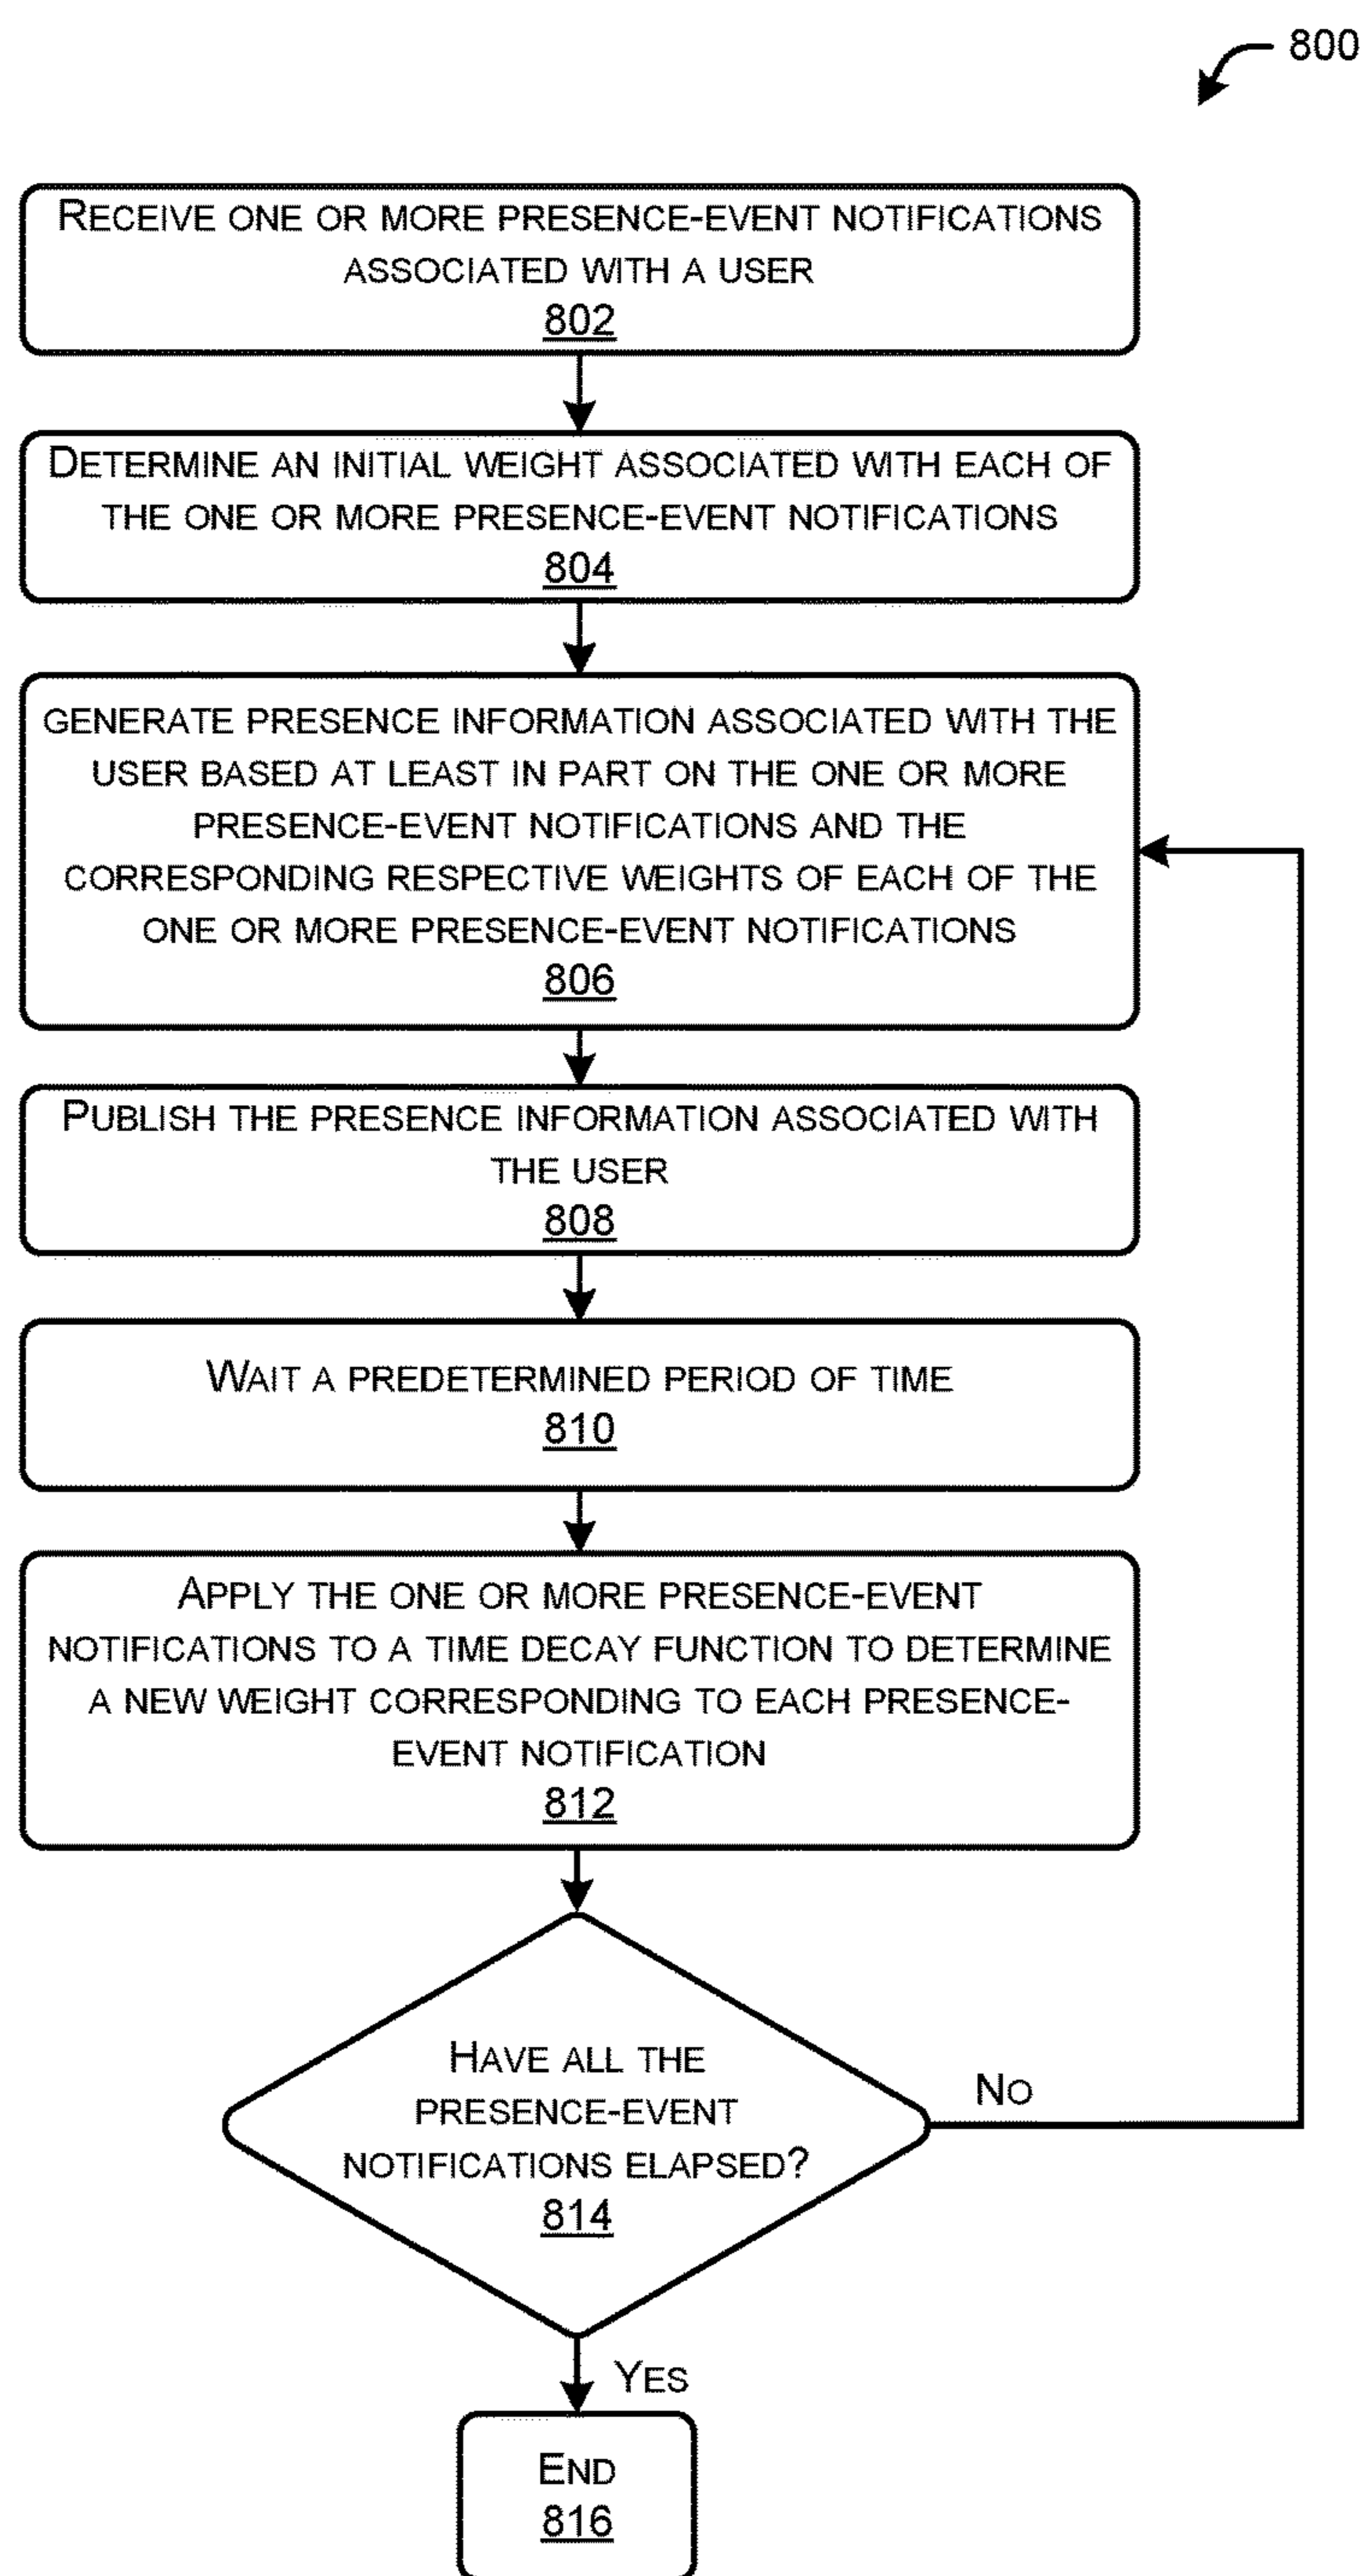 800
RECEIVE ONE OR MORE PRESENCE-EVENT NOTIFICATIONS
ASSOCIATED WITH A USER
802
DETERMINE AN INITIAL WEIGHT ASSOCIATED WITH EACH OF
THE ONE OR MORE PRESENCE-EVENT NOTIFICATIONS
804
GENERATE PRESENCE INFORMATION ASSOCIATED WITH THE
USER BASED AT LEAST IN PART ON THE ONE OR MORE
PRESENCE-EVENT NOTIFICATIONS AND THE
CORRESPONDING RESPECTIVE WEIGHTS OF EACH OF THE
ONE OR MORE PRESENCE-EVENT NOTIFICATIONS
806
PUBLISH THE PRESENCE INFORMATION ASSOCIATED WITH
THE USER
808
WAIT A PREDETERMINED PERIOD OF TIME
810
APPLY THE ONE OR MORE PRESENCE-EVENT
NOTIFICATIONS TO A TIME DECAY FUNCTION TO DETERMINE
A NEW WEIGHT CORRESPONDING TO EACH PRESENCE-
EVENT NOTIFICATION
812
HAVE ALL THE
PRESENCE-EVENT
NOTIFICATIONS ELAPSED?
814
NO
YES
END
816